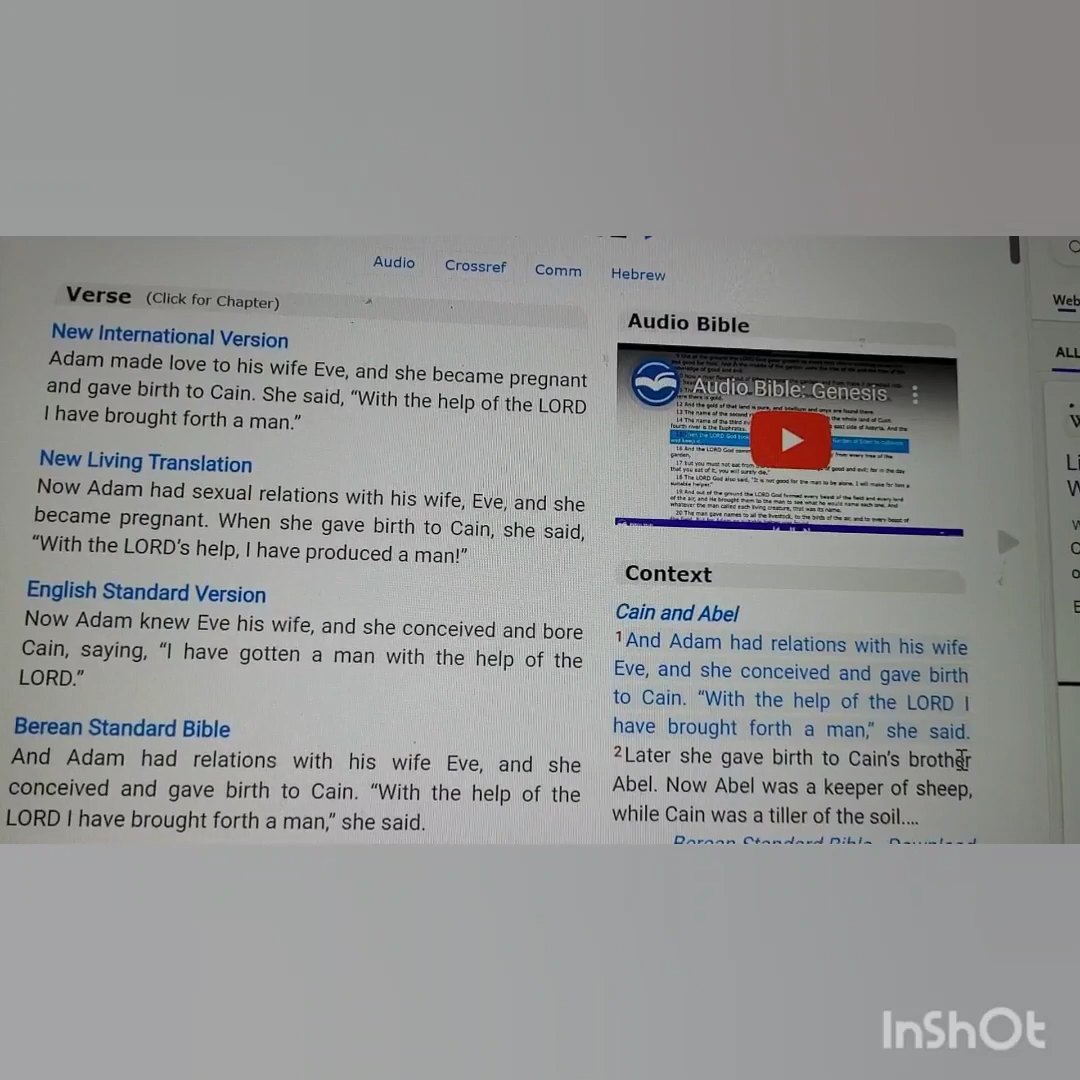 Audio Crossref Comm Hebrew
Verse (Click for Chapter)
New International Version
Adam made love to his wife Eve, and she became pregnant
and gave birth to Cain. She said, “With the help of the LORD
I have brought forth a man.”
New Living Translation
Now Adam had sexual relations with his wife, Eve, and she
became pregnant. When she gave birth to Cain, she said,
“With the LORD’s help, I have produced a man!”
English Standard Version
Now Adam knew Eve his wife, and she conceived and bore
Cain, saying, “I have gotten a man with the help of the
LORD.”
Berean Standard Bible
And Adam had relations with his wife Eve, and she
conceived and gave birth to Cain. “With the help of the
LORD I have brought forth a man,” she said.
Audio Bible
Audio Bible: Genesis
Context
Cain and Abel
1And Adam had relations with his wife
Eve, and she conceived and gave birth
to Cain. “With the help of the LORD I
have brought forth a man,” she said.
2Later she gave birth to Cain’s brother
Abel. Now Abel was a keeper of sheep,
while Cain was a tiller of the soil....
Berean Standard Bible · Download
Web
ALL
InShOt